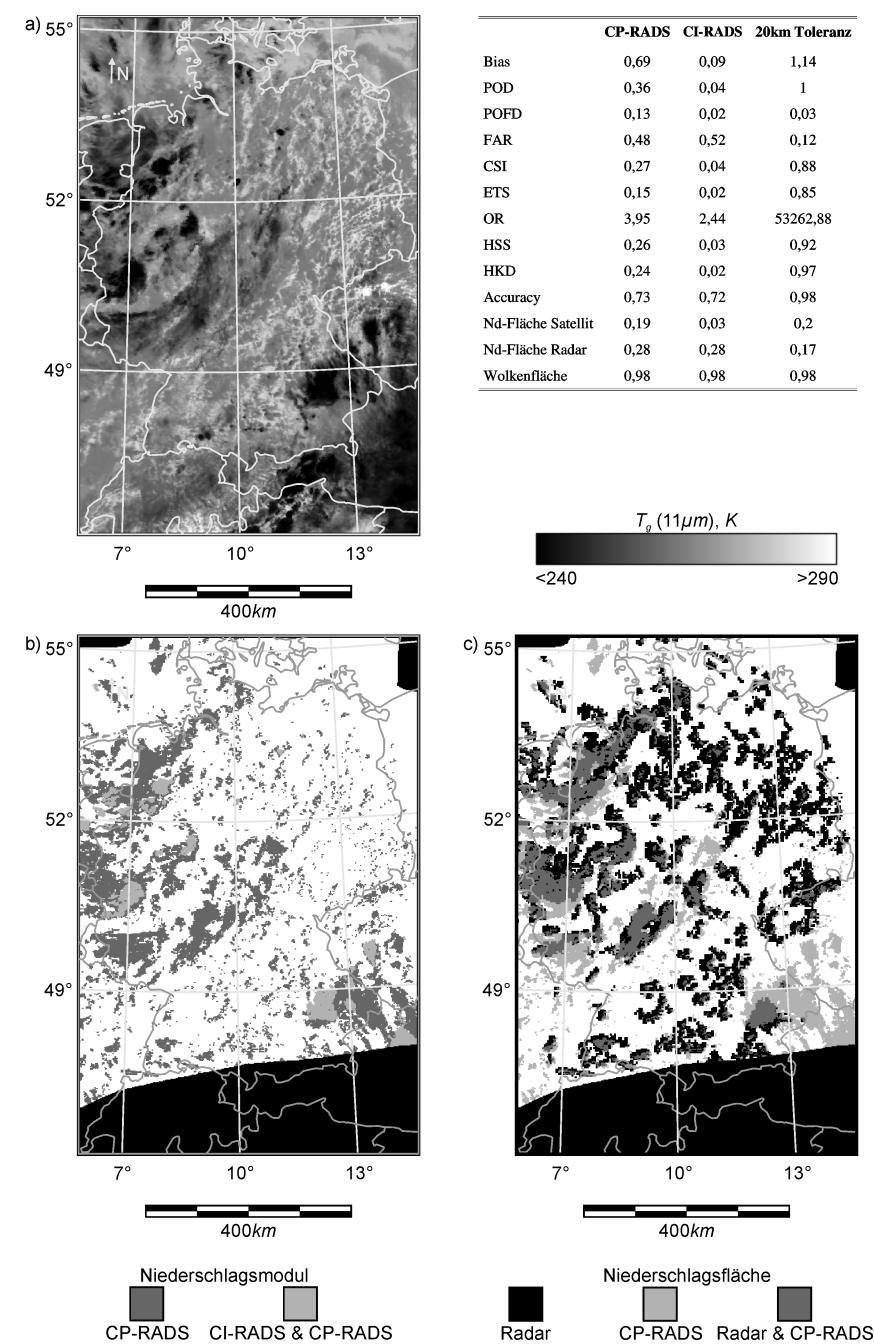 a)
55°
52°
49°
N
7° 10° 13°
400km
CP-RADS CI-RADS 20km Toleranz
Bias 0,69 0,09 1,14
POD 0,36 0,04 1
POFD 0,13 0,02 0,03
FAR 0,48 0,52 0,12
CSI 0,27 0,04 0,88
ETS 0,15 0,02 0,85
OR 3,95 2,44 53262,88
HSS 0,26 0,03 0,92
HKD 0,24 0,02 0,97
Accuracy 0,73 0,72 0,98
Nd-Fläche Satellit 0,19 0,03 0,2
Nd-Fläche Radar 0,28 0,28 0,17
Wolkenfläche 0,98 0,98 0,98
Tg (11µm), K
<240 >290
b)
55°
52°
49°
7° 10° 13°
400km
Niederschlagsmodul
CP-RADS CI-RADS & CP-RADS
c)
55°
52°
49°
7° 10° 13°
400km
Niederschlagsfläche
Radar CP-RADS Radar & CP-RADS